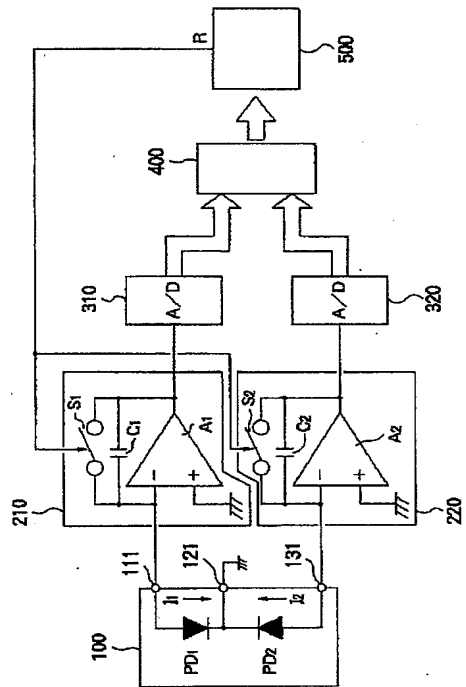 R
500
400
310
A/D
A/D
320
210
S1
C1
A1
S2
C2
A2
220
−
+
−
+
111
121
131
I1
I2
100
PD1
PD2